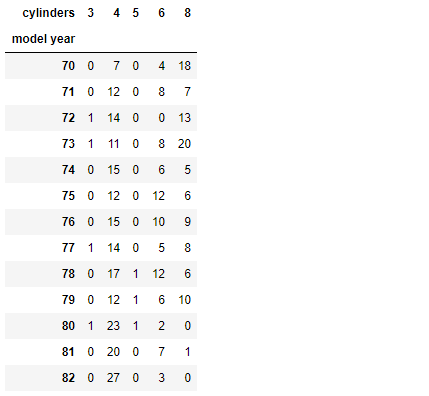 cylinders 3 4 5 6 8
model year
70 0 7 0 4 18
71 0 12 0 8 7
72 1 14 0 0 13
73 1 11 0 8 20
74 0 15 0 6 5
75 0 12 0 12 6
76 0 15 0 10 9
77 1 14 0 5 8
78 0 17 1 12 6
79 0 12 1 6 10
80 1 23 1 2 0
81 0 20 0 7 1
82 0 27 0 3 0